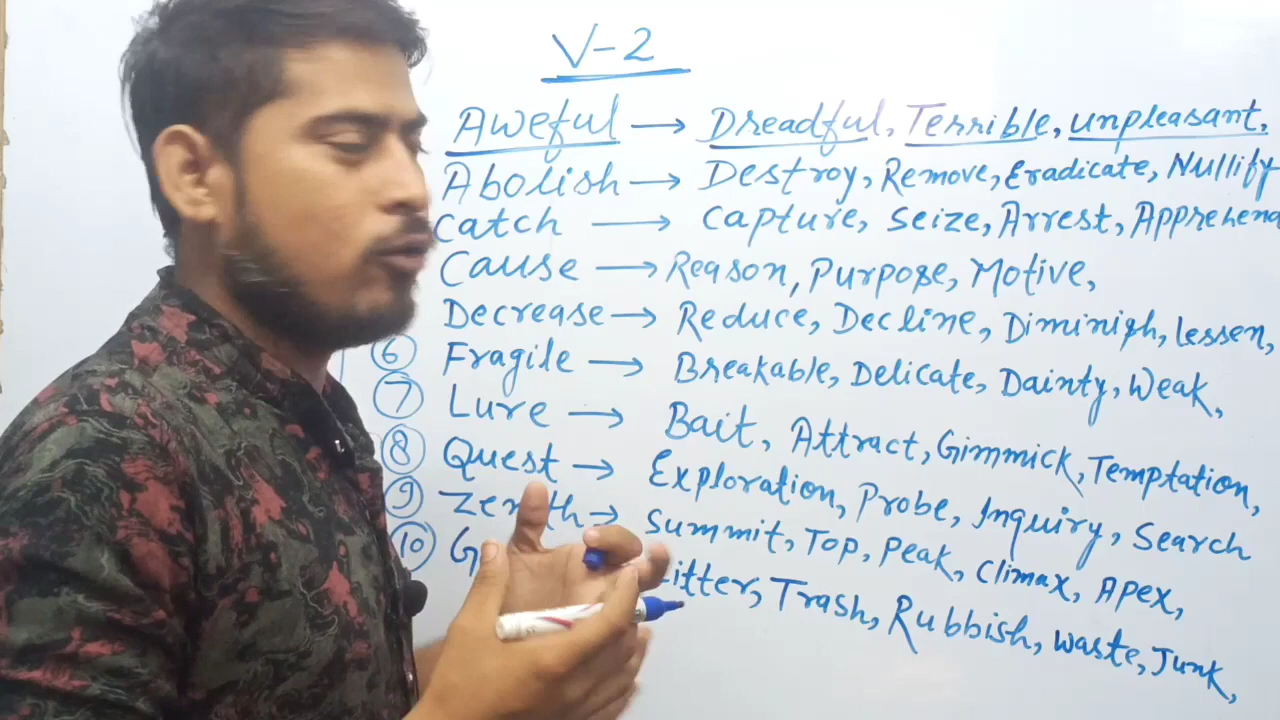 V-2
Aweful → Dreadful, Terrible, unpleasant,
Abolish → Destroy, Remove, Eradicate, Nullify
Catch → Capture, Seize, Arrest, Apprehend
Cause → Reason, Purpose, Motive,
Decrease → Reduce, Decline, Diminish, lessen,
6 Fragile → Breakable, Delicate, Dainty, Weak,
7 Lure → Bait, Attract, Gimmick, Temptation,
8 Quest → Exploration, Probe, Inquiry, Search
9 Zenith → Summit, Top, Peak, Climax, Apex,
10 Litter, Trash, Rubbish, waste, Junk,